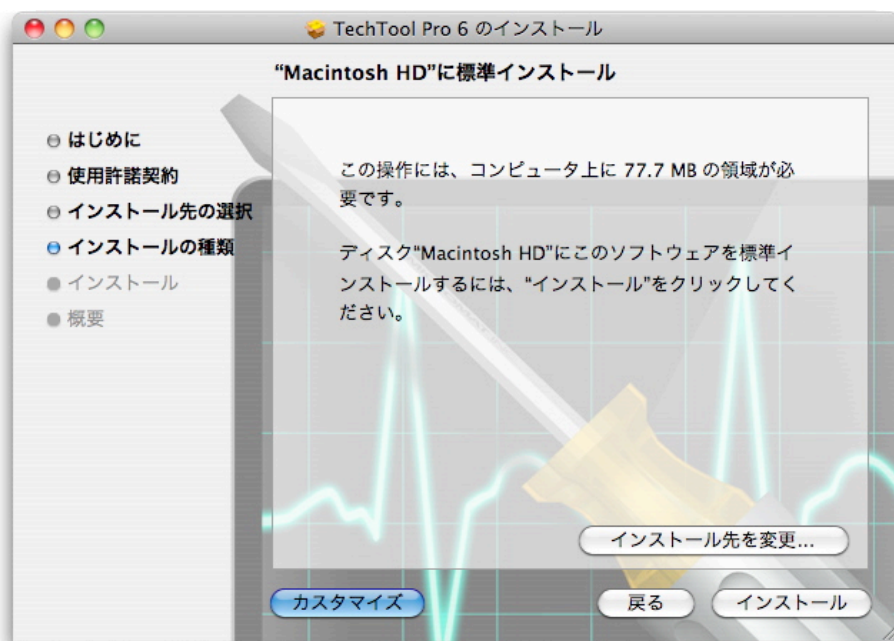 TechTool Pro 6 のインストール
“Macintosh HD”に標準インストール
はじめに
使用許諾契約
インストール先の選択
インストールの種類
インストール
概要
この操作には、コンピュータ上に 77.7 MB の領域が必
要です。
ディスク“Macintosh HD”にこのソフトウェアを標準イ
ンストールするには、“インストール”をクリックしてく
ださい。
インストール先を変更...
カスタマイズ
戻る
インストール